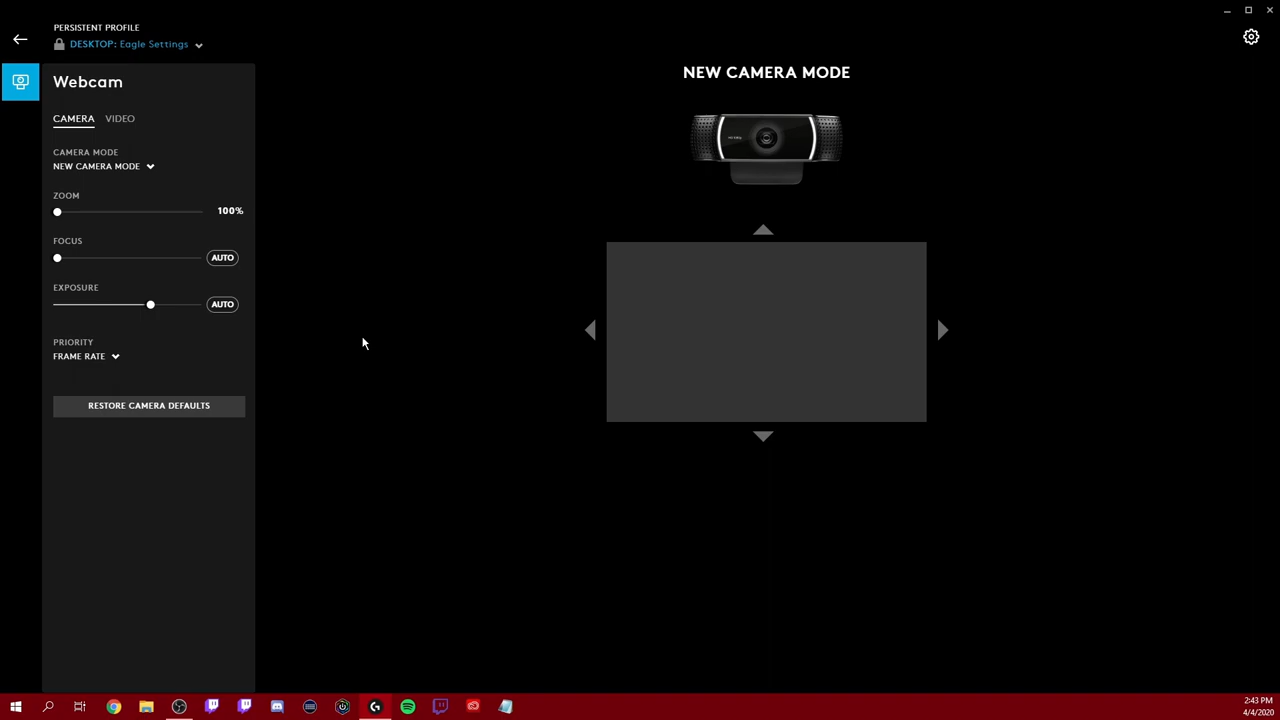 PERSISTENT PROFILE
DESKTOP: Eagle Settings
Webcam
CAMERA VIDEO
CAMERA MODE
NEW CAMERA MODE
ZOOM
100%
FOCUS
AUTO
EXPOSURE
AUTO
PRIORITY
FRAME RATE
RESTORE CAMERA DEFAULTS
NEW CAMERA MODE
2:43 PM
4/4/2020